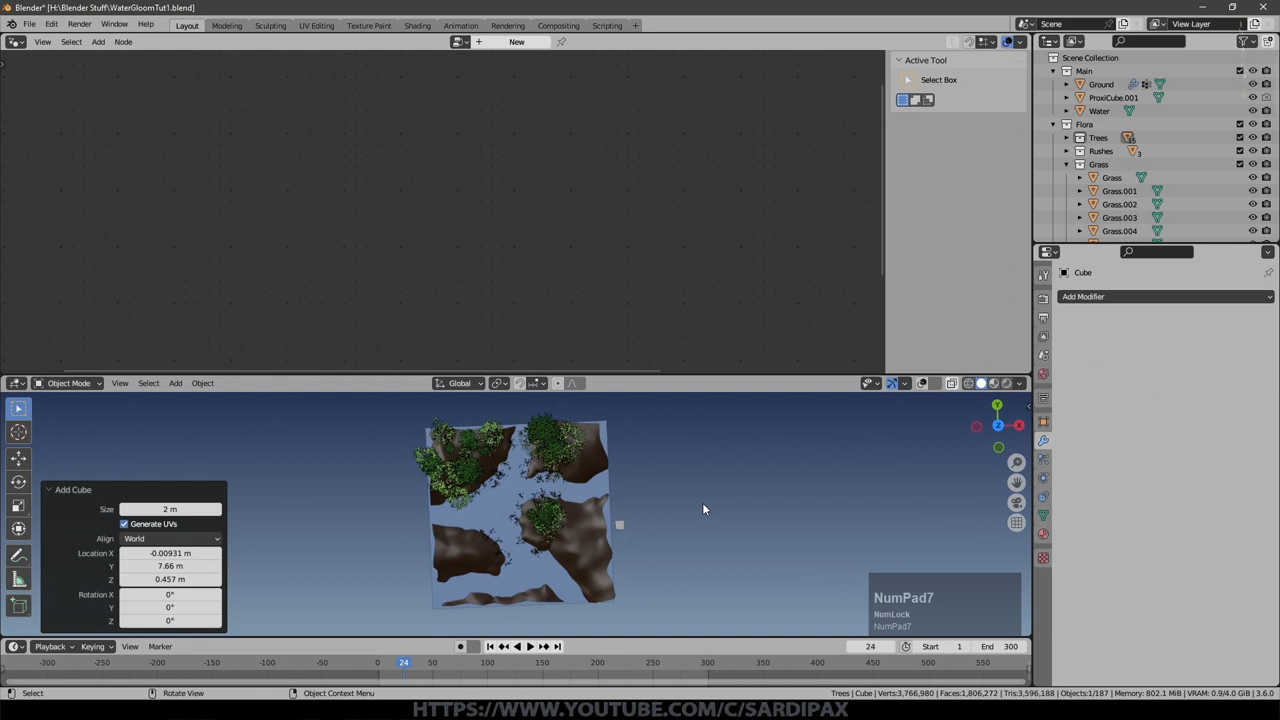 Blender* [H:\Blender Stuff\WaterGloomTut1.blend]
File Edit Render Window Help Layout Modeling Sculpting UV Editing Texture Paint Shading Animation Rendering Compositing Scripting + Scene View Layer
View Select Add Node + New
Active Tool
Select Box
Scene Collection
Main
Ground
ProxiCube.001
Water
Flora
Trees 15
Rushes 3
Grass
Grass
Grass.001
Grass.002
Grass.003
Grass.004
Cube
Add Modifier
Object Mode View Select Add Object Global
Add Cube
Size 2 m
Generate UVs
Align World
Location X -0.00931 m
Y 7.66 m
Z 0.457 m
Rotation X 0°
Y 0°
Z 0°
Y
X
Z
NumPad7
NumLock
NumPad7
Playback Keying View Marker 24 Start 1 End 300
-300 -250 -200 -150 -100 -50 0 24 50 100 150 200 250 300 350 400 450 500 550
Select Rotate View Object Context Menu Trees | Cube | Verts:3,766,980 | Faces:1,806,272 | Tris:3,596,188 | Objects:1/187 | Memory: 802.1 MiB | VRAM: 0.9/4.0 GiB | 3.6.0
HTTPS://WWW.YOUTUBE.COM/C/SARDIPAX